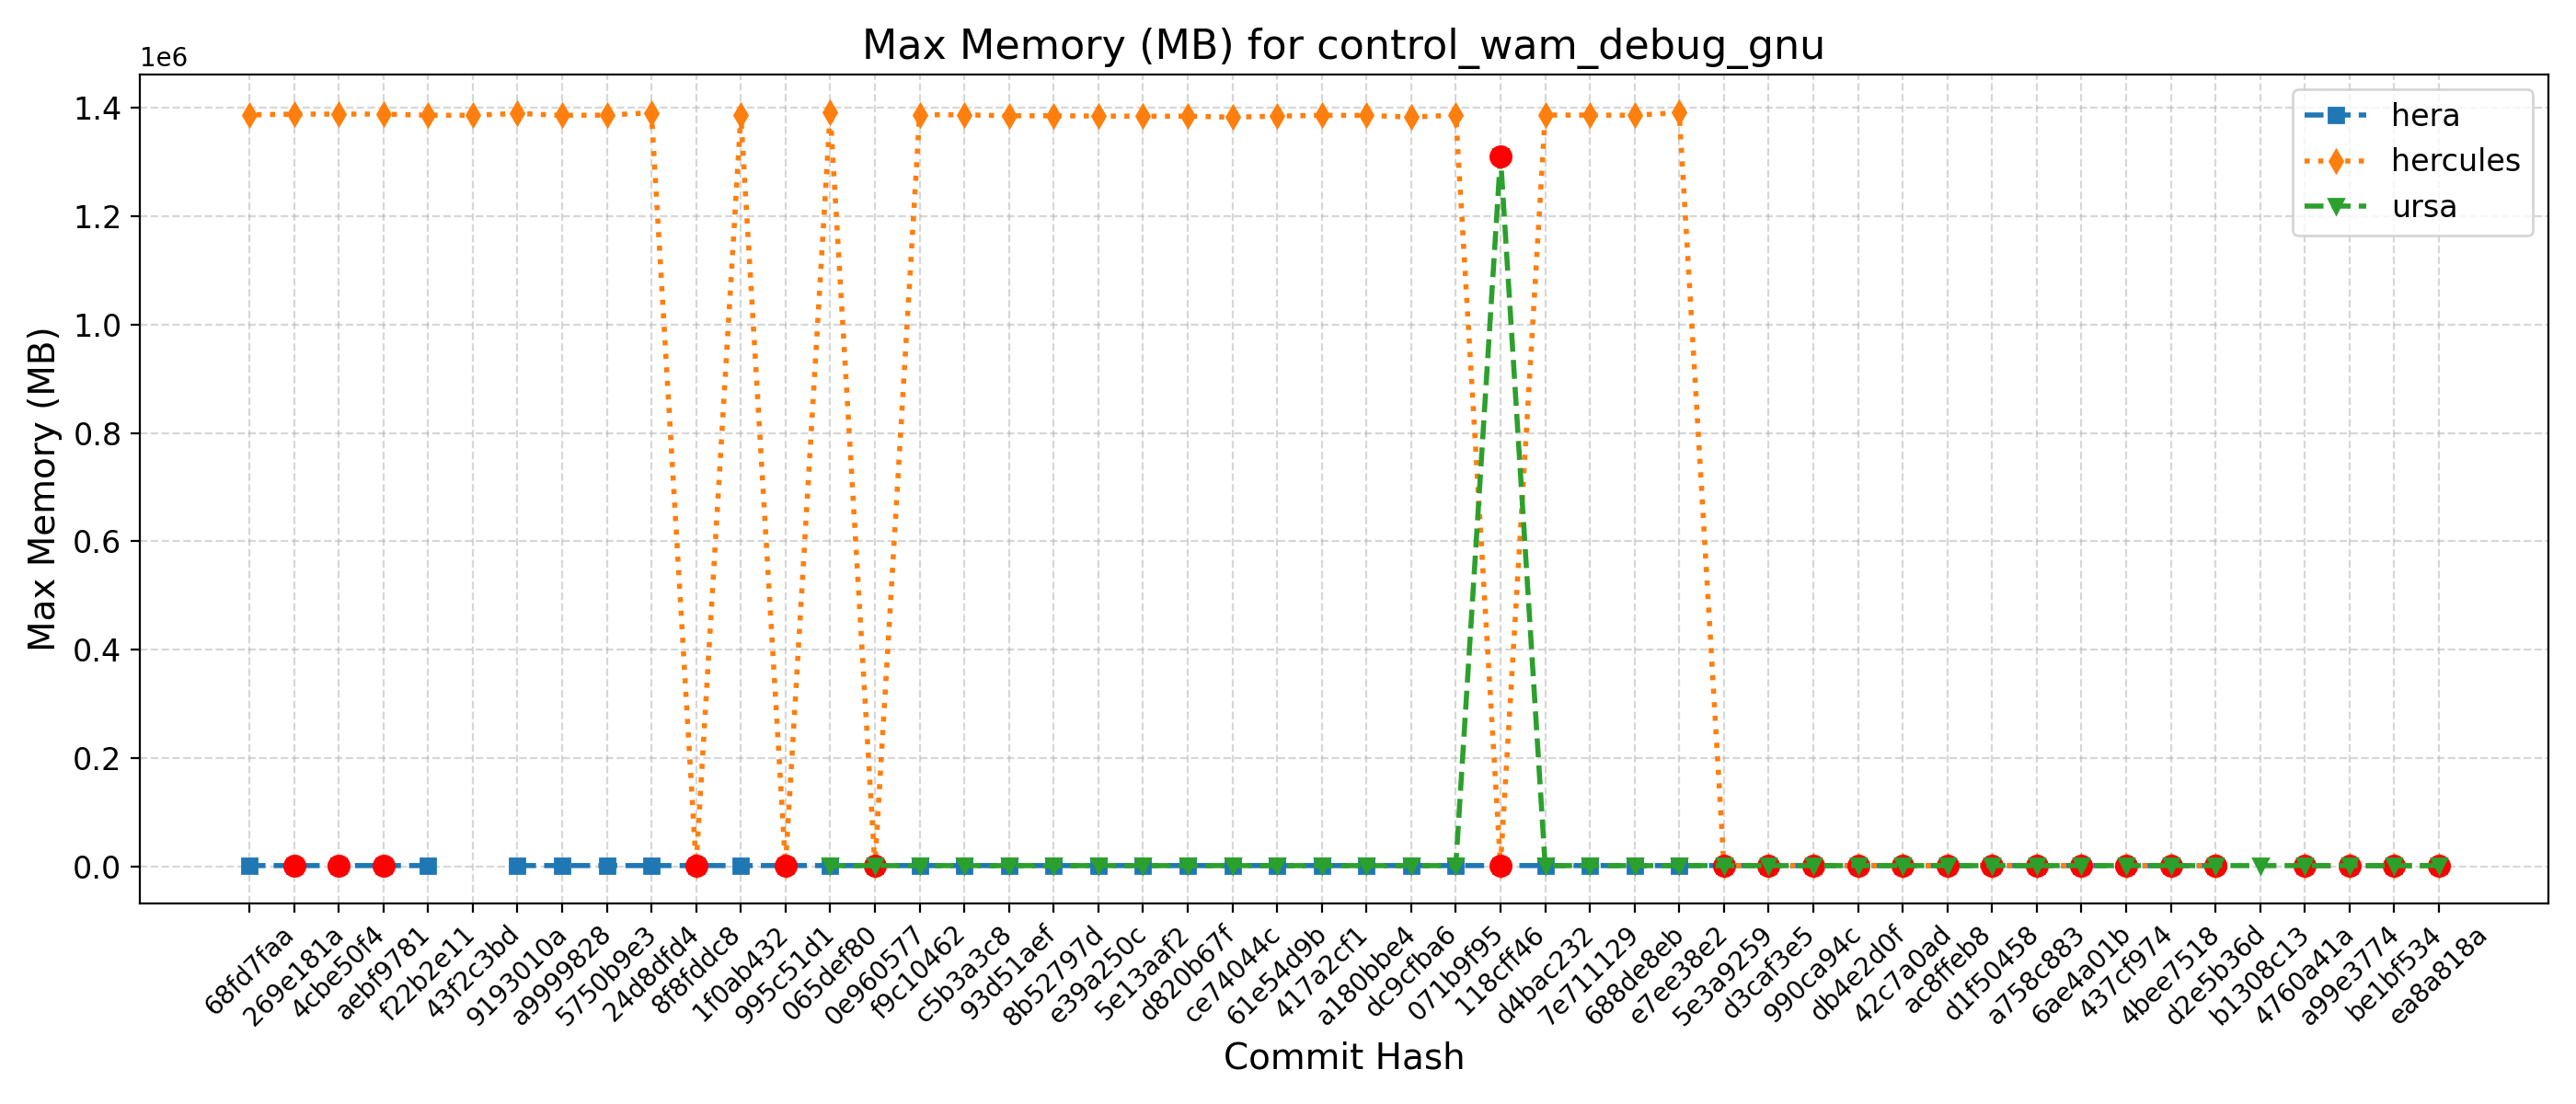 Max Memory (MB) for control_wam_debug_gnu
1e6
1.4
1.2
1.0
0.8
0.6
0.4
0.2
0.0
Max Memory (MB)
hera
hercules
ursa
68fd7faa
269e181a
4cbe50f4
aebf9781
f22b2e11
43f2c3bd
9193010a
a9999828
5750b9e3
24d8dfd4
8f8fddc8
1f0ab432
995c51d1
065def80
0e960577
f9c10462
c5b3a3c8
93d51aef
8b52797d
e39a250c
5e13aaf2
d820b67f
ce74044c
61e54d9b
417a2cf1
a180bbe4
dc9cfba6
071b9f95
118cff46
d4bac232
7e711129
688de8eb
e7ee38e2
5e3a9259
d3caf3e5
990ca94c
db4e2d0f
42c7a0ad
ac8ffeb8
d1f50458
a758c883
6ae4a01b
437cf974
4bee7518
d2e5b36d
b1308c13
4760a41a
a99e3774
be1bf534
ea8a818a
Commit Hash